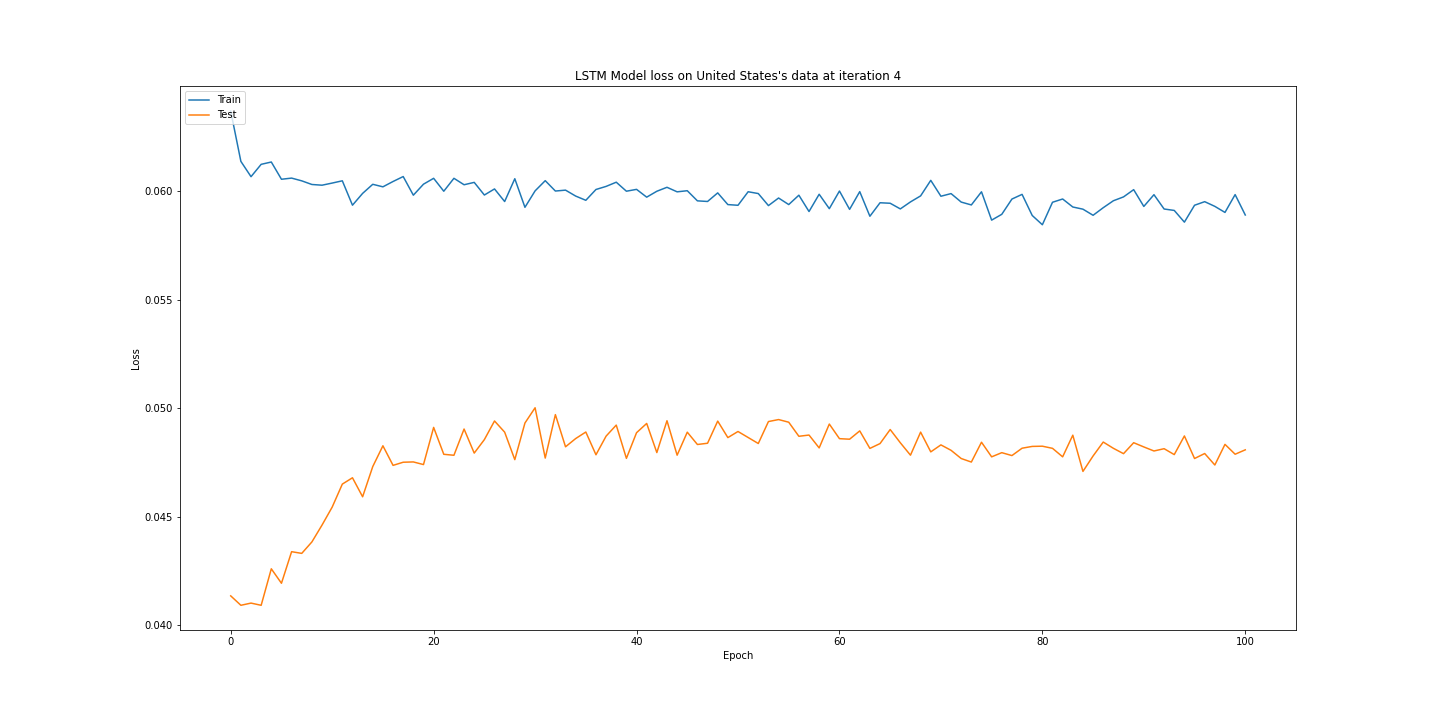 LSTM Model loss on United States's data at iteration 4
Train
Test
0.060
0.055
0.050
0.045
0.040
Loss
0 20 40 60 80 100
Epoch